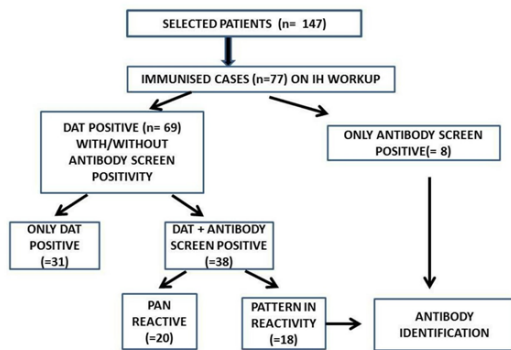 SELECTED PATIENTS (n= 147)
IMMUNISED CASES (n=77) ON IH WORKUP
DAT POSITIVE (n= 69)
WITH/WITHOUT
ANTIBODY SCREEN
POSITIVITY
ONLY ANTIBODY SCREEN
POSITIVE(= 8)
ONLY DAT
POSITIVE
(=31)
DAT + ANTIBODY
SCREEN POSITIVE
(=38)
PAN
REACTIVE
(=20)
PATTERN IN
REACTIVITY
(=18)
ANTIBODY
IDENTIFICATION